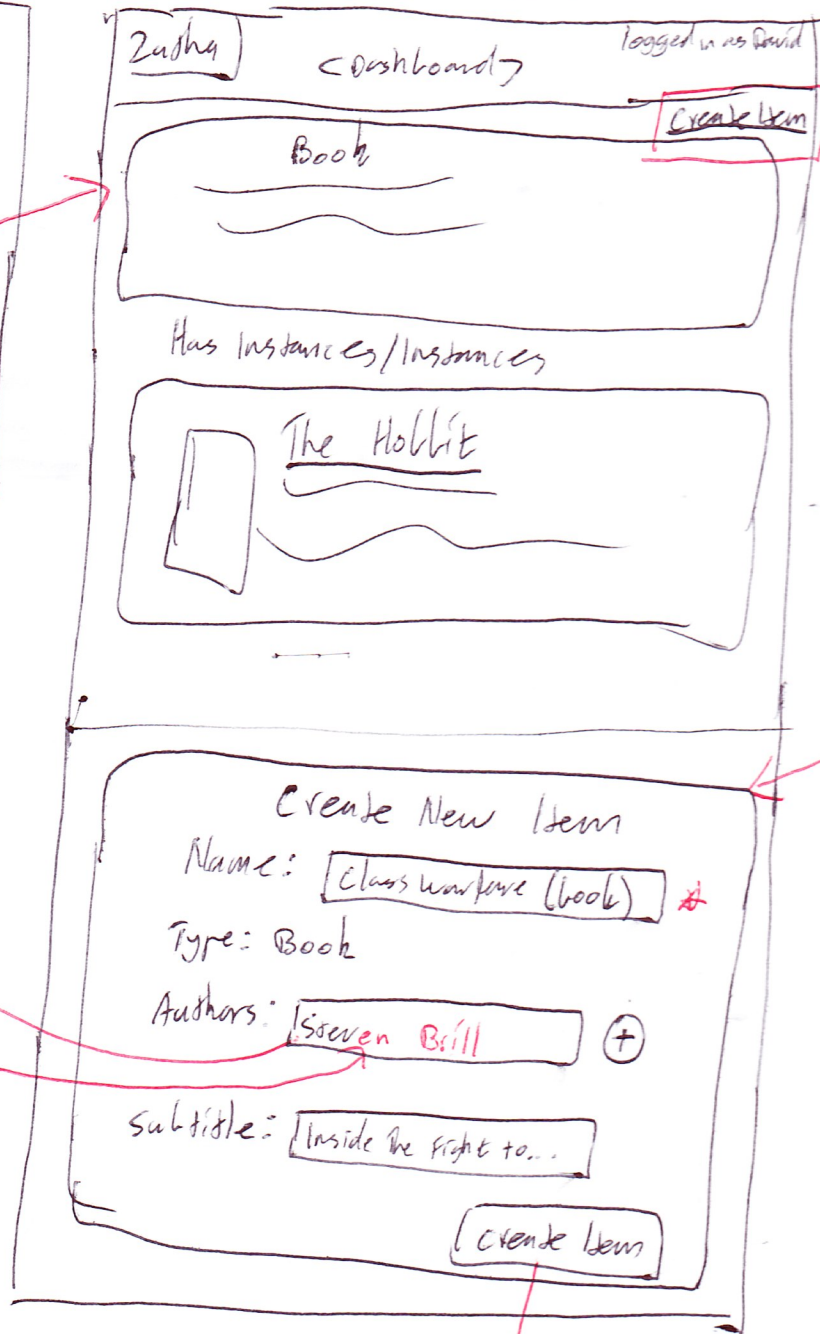 Zasha
<Dashboard>
logged in as David
Create Item
Book
Has Instances/Instances
The Hobbit
Create New Item
Name: Class Warfare (book) *
Type: Book
Authors: Steven Brill +
Subtitle: Inside The Fight to...
Create Item